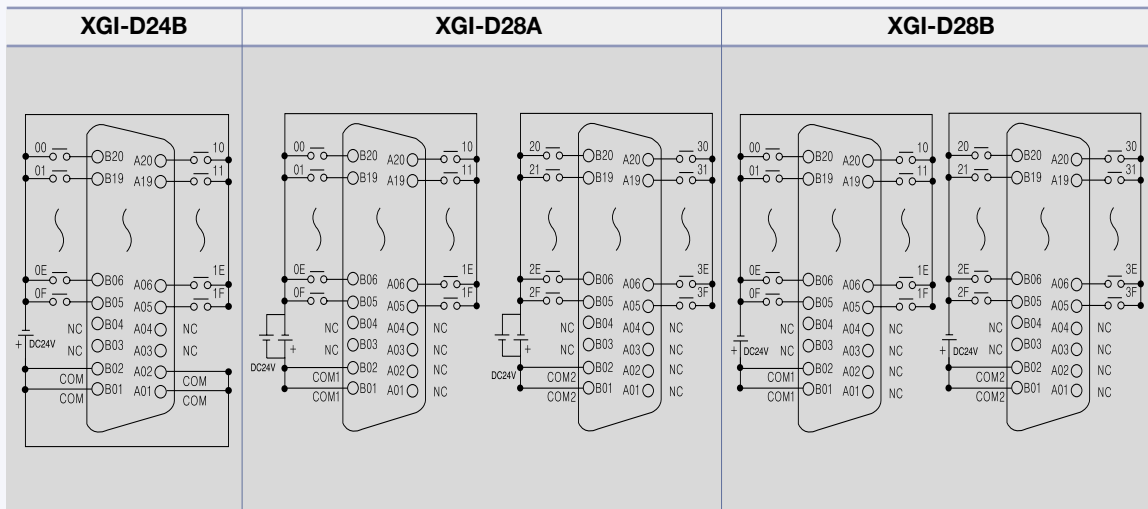 XGI-D24B
XGI-D28A
XGI-D28B
00 B20 A20 10
01 B19 A19 11
0E B06 A06 1E
0F B05 A05 1F
NC B04 A04 NC
NC B03 A03 NC
+ DC24V
COM B02 A02 COM
COM B01 A01 COM
00 B20 A20 10
01 B19 A19 11
0E B06 A06 1E
0F B05 A05 1F
NC B04 A04 NC
+
NC B03 A03 NC
DC24V
COM1 B02 A02 NC
COM1 B01 A01 NC
20 B20 A20 30
21 B19 A19 31
2E B06 A06 3E
2F B05 A05 3F
NC B04 A04 NC
+
NC B03 A03 NC
DC24V
COM2 B02 A02 NC
COM2 B01 A01 NC
00 B20 A20 10
01 B19 A19 11
0E B06 A06 1E
0F B05 A05 1F
NC B04 A04 NC
NC B03 A03 NC
+ DC24V
COM1 B02 A02 NC
COM1 B01 A01 NC
20 B20 A20 30
21 B19 A19 31
2E B06 A06 3E
2F B05 A05 3F
NC B04 A04 NC
NC B03 A03 NC
+ DC24V
COM2 B02 A02 NC
COM2 B01 A01 NC